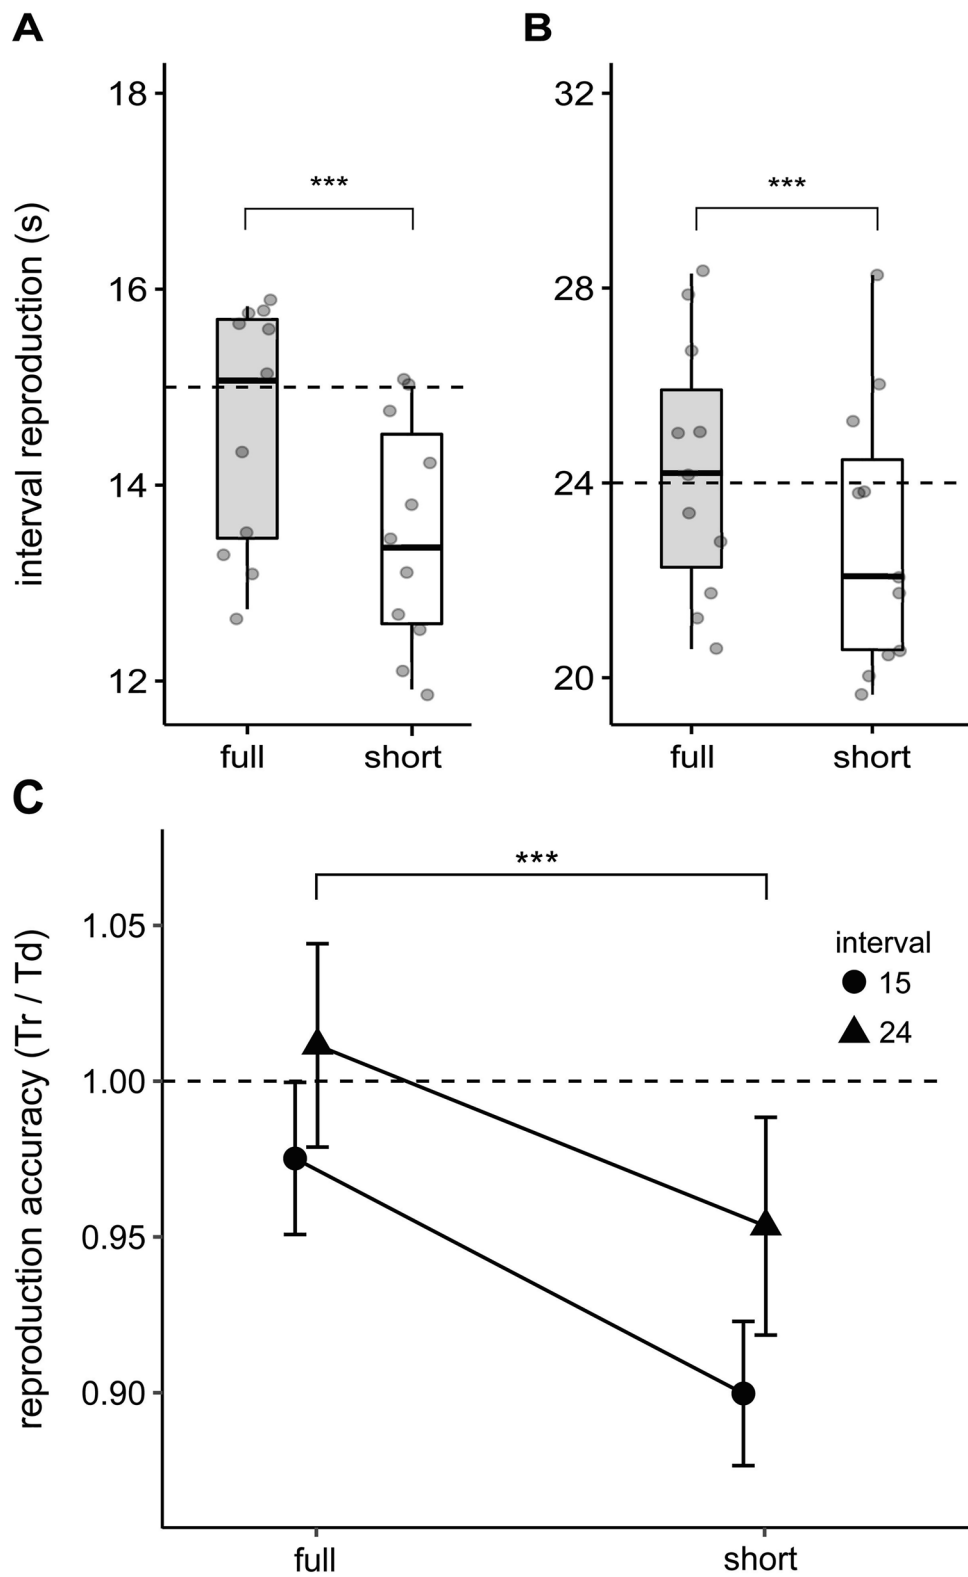 A
B
interval reproduction (s)
18
16
14
12
***
full
short
32
28
24
20
***
full
short
C
reproduction accuracy (Tr / Td)
1.05
1.00
0.95
0.90
***
interval
15
24
full
short